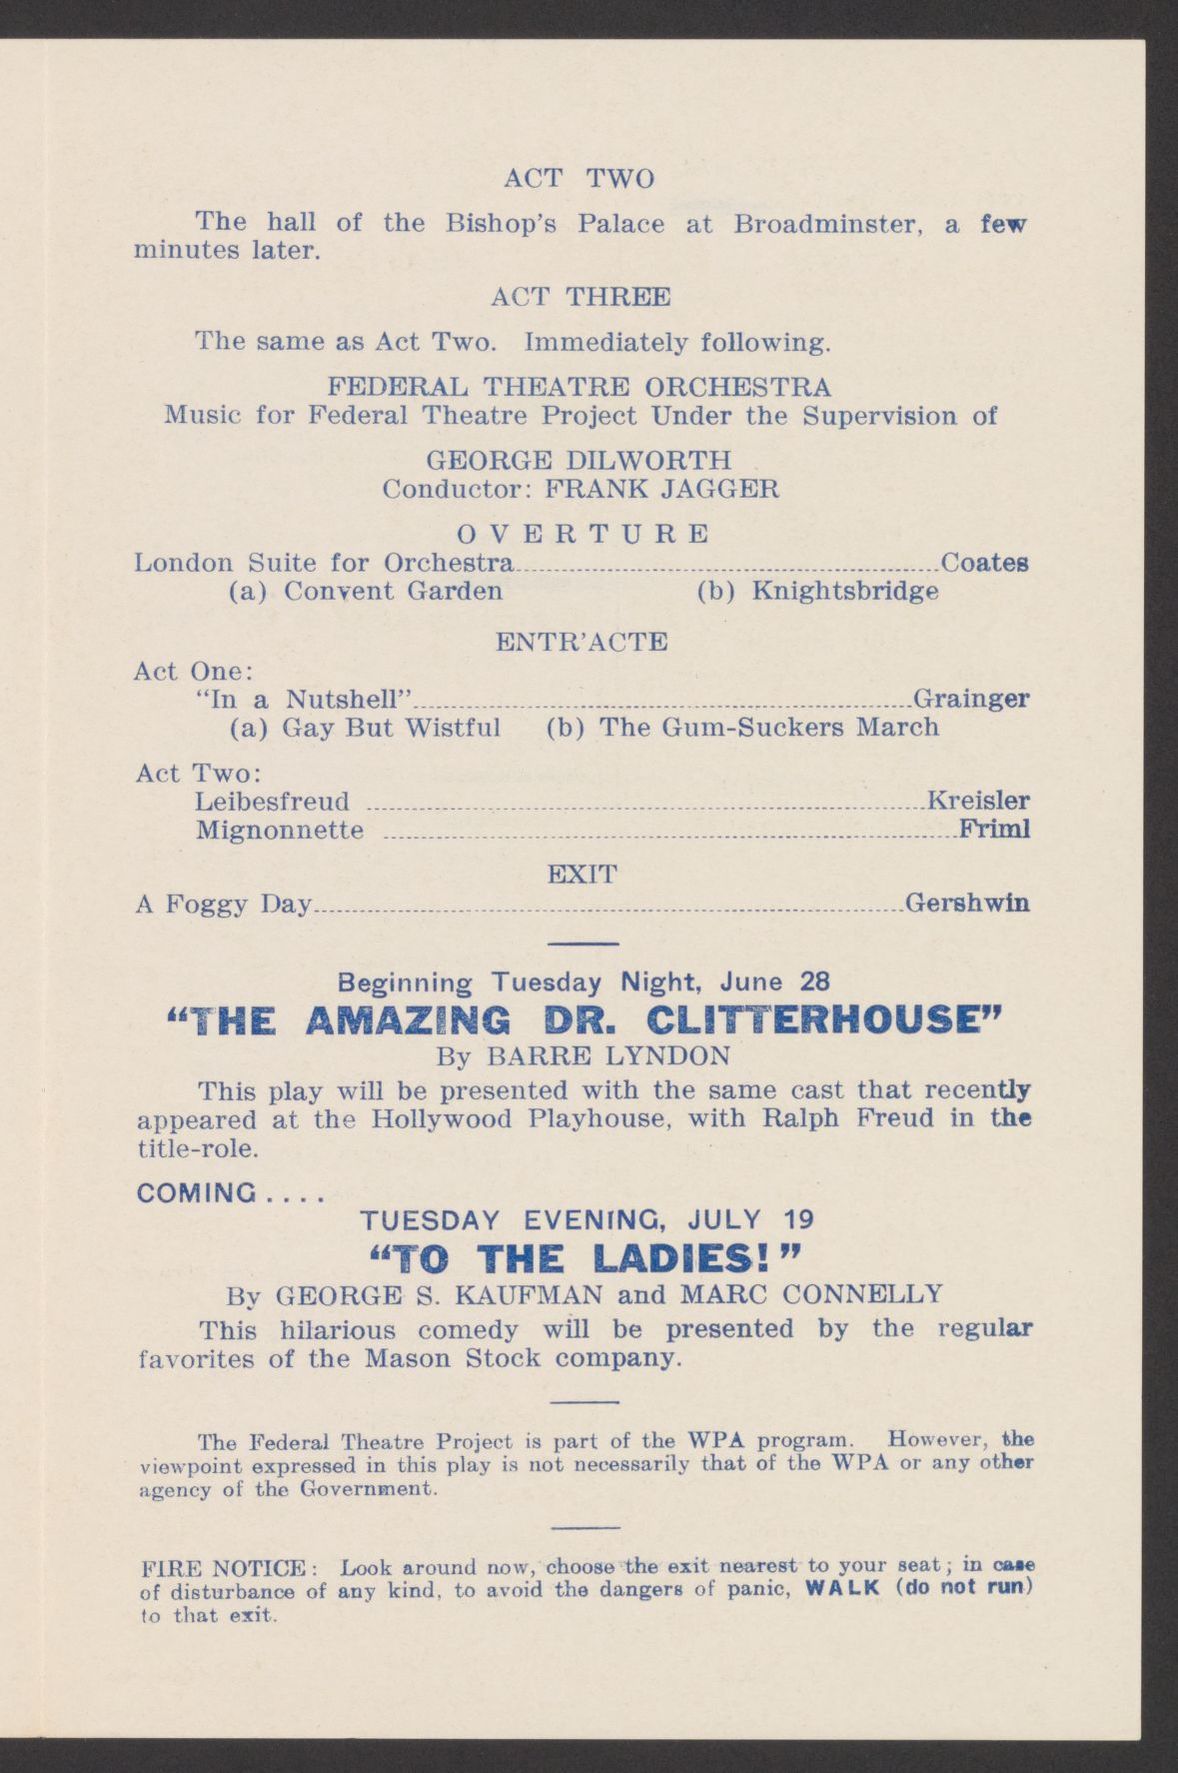 ACT TWO
The hall of the Bishop's Palace at Broadminster, a few
minutes later.
ACT THREE
The same as Act Two. Immediately following.
FEDERAL THEATRE ORCHESTRA
Music for Federal Theatre Project Under the Supervision of
GEORGE DILWORTH
Conductor: FRANK JAGGER
OVERTURE
London Suite for Orchestra........Coates
(a) Convent Garden (b) Knightsbridge
ENTR'ACTE
Act One:
"In a Nutshell"........Grainger
(a) Gay But Wistful (b) The Gum-Suckers March
Act Two:
Leibesfreud ........Kreisler
Mignonnette ........Friml
EXIT
A Foggy Day........Gershwin
Beginning Tuesday Night, June 28
"THE AMAZING DR. CLITTERHOUSE"
By BARRE LYNDON
This play will be presented with the same cast that recently
appeared at the Hollywood Playhouse, with Ralph Freud in the
title-role.
COMING....
TUESDAY EVENING, JULY 19
"TO THE LADIES!"
By GEORGE S. KAUFMAN and MARC CONNELLY
This hilarious comedy will be presented by the regular
favorites of the Mason Stock company.
The Federal Theatre Project is part of the WPA program. However, the
viewpoint expressed in this play is not necessarily that of the WPA or any other
agency of the Government.
FIRE NOTICE: Look around now, choose the exit nearest to your seat; in case
of disturbance of any kind, to avoid the dangers of panic, WALK (do not run)
to that exit.